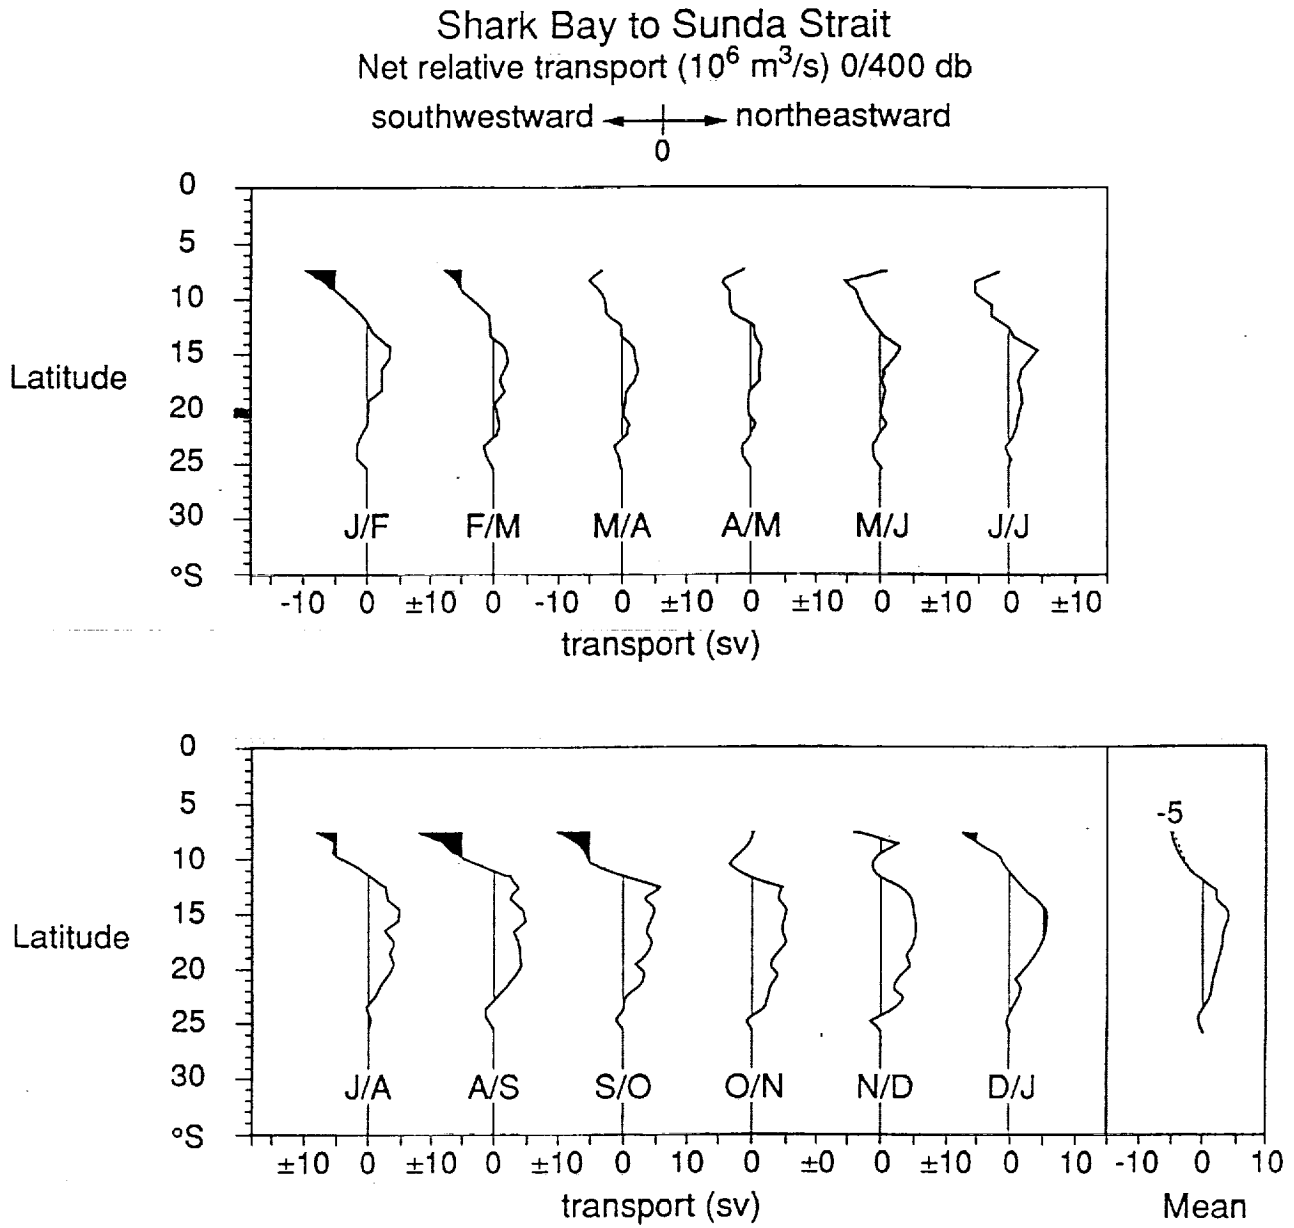 Shark Bay to Sunda Strait
Net relative transport (10⁶ m³/s) 0/400 db
southwestward northeastward
0
0
5
10
15
Latitude
20
25
30
°S
J/F F/M M/A A/M M/J J/J
-10 0 ±10 0 -10 0 ±10 0 ±10 0 ±10 0 ±10
transport (sv)
0
5
-5
10
15
Latitude
20
25
30
°S
J/A A/S S/O O/N N/D D/J
±10 0 ±10 0 ±10 0 10 0 ±0 0 ±10 0 10 -10 0 10
transport (sv) Mean